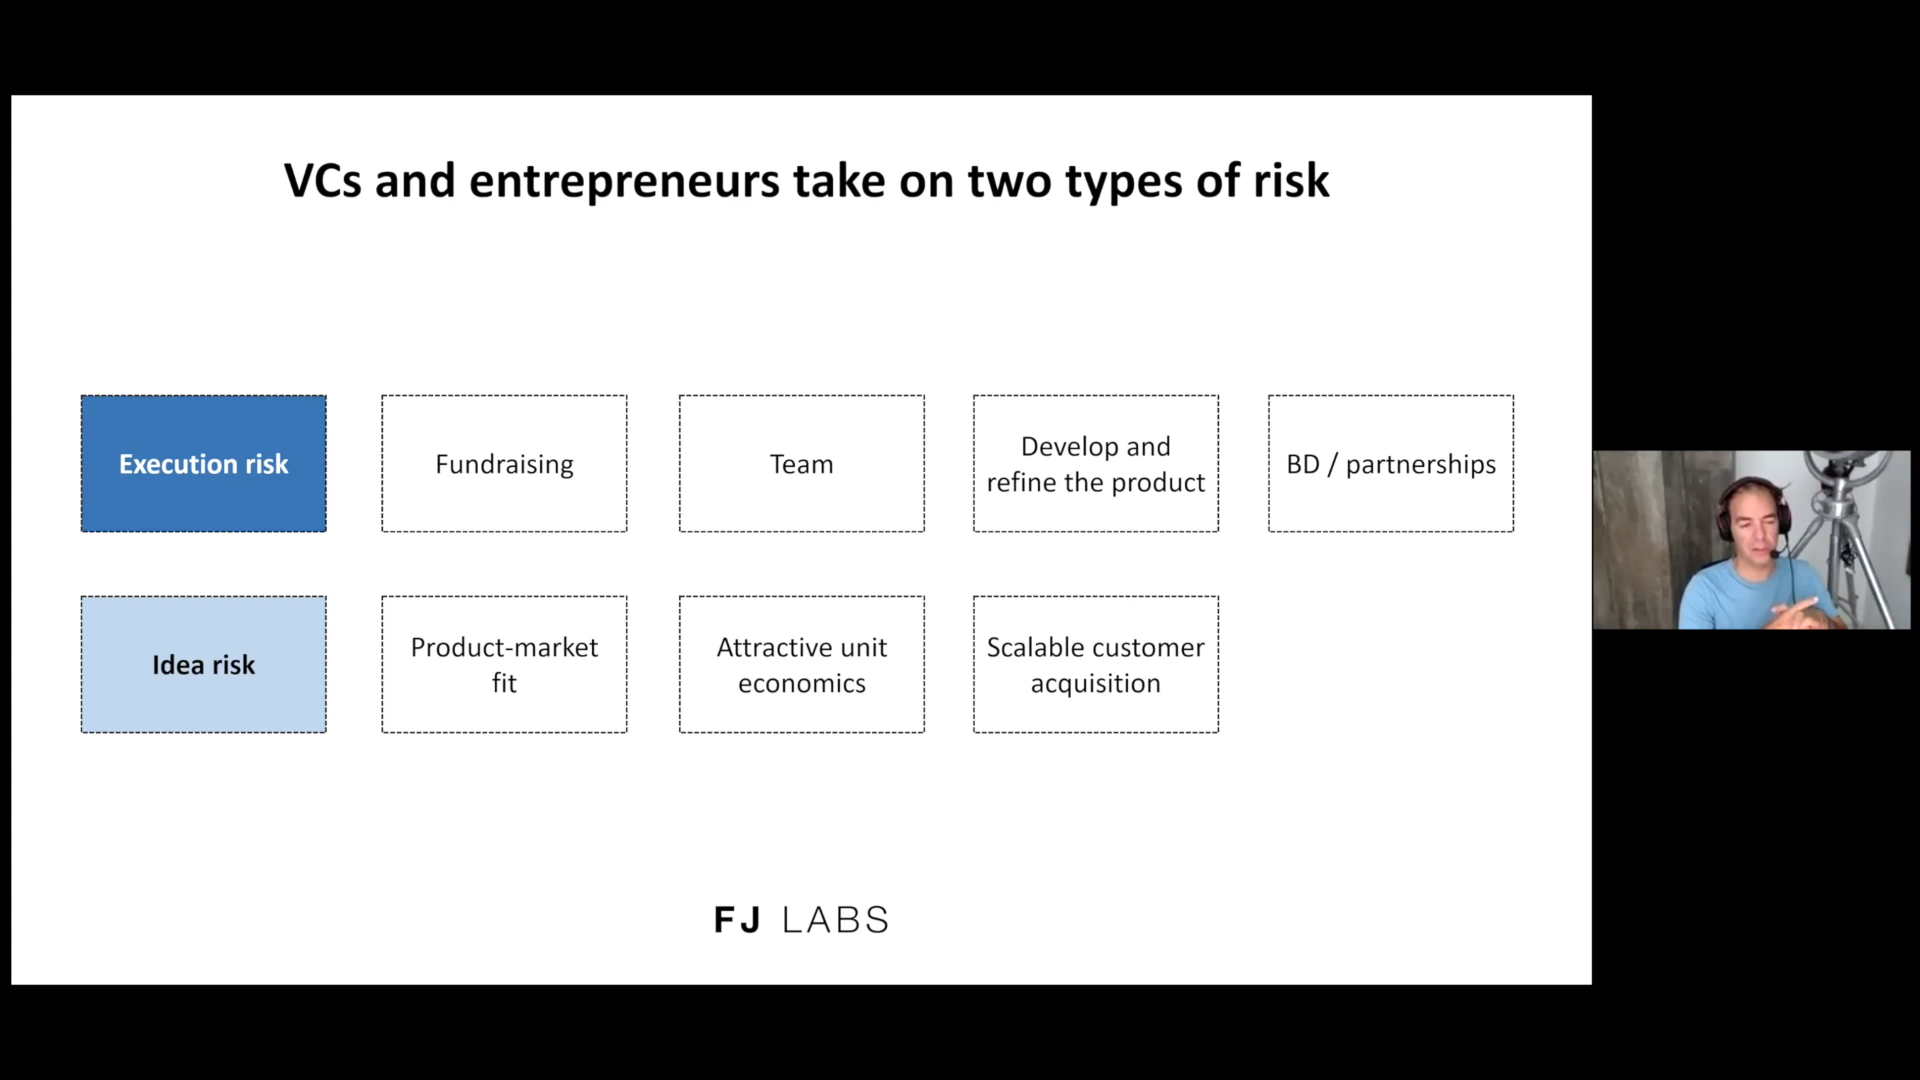 VCs and entrepreneurs take on two types of risk
Execution risk
Fundraising
Team
Develop and
refine the product
BD / partnerships
Idea risk
Product-market
fit
Attractive unit
economics
Scalable customer
acquisition
FJ LABS